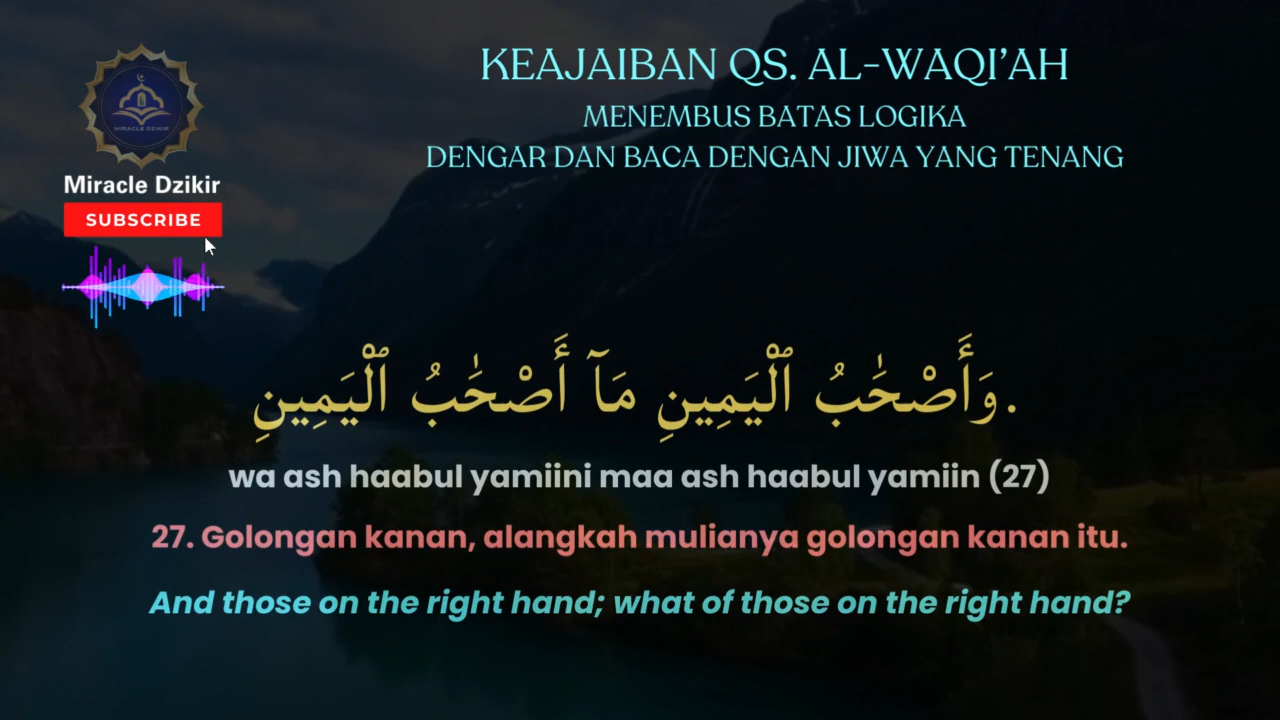 KEAJAIBAN QS. AL-WAQI’AH
MENEMBUS BATAS LOGIKA
DENGAR DAN BACA DENGAN JIWA YANG TENANG
MIRACLE DZIKIR
Miracle Dzikir
SUBSCRIBE
وَأَصْحَٰبُ ٱلْيَمِينِ مَآ أَصْحَٰبُ ٱلْيَمِينِ.
wa ash haabul yamiini maa ash haabul yamiin (27)
27. Golongan kanan, alangkah mulianya golongan kanan itu.
And those on the right hand; what of those on the right hand?